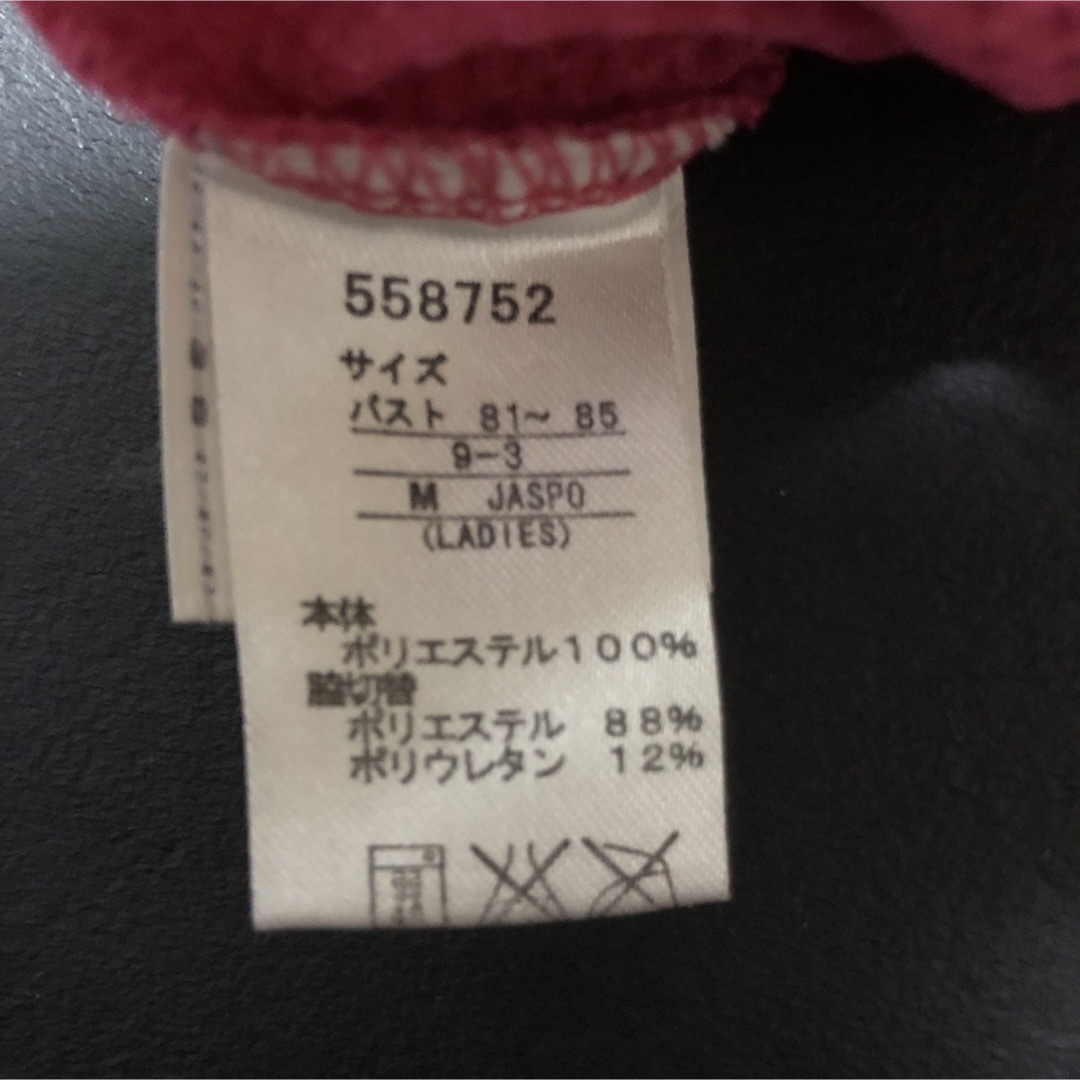 558752
サイズ
バスト 81~ 85
9-3
M JASPO
(LADIES)
本体
ポリエステル100%
脇切替
ポリエステル 88%
ポリウレタン 12%